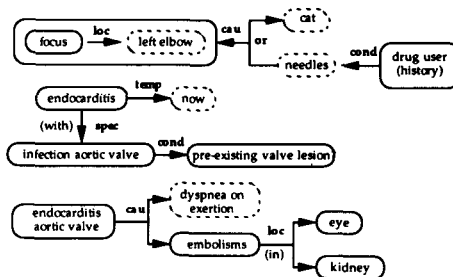 cat
loc
cau
focus
left elbow
or
cond
needles
drug user
(history)
temp
endocarditis
now
(with)
spec
cond
infection aortic valve
pre-existing valve lesion
dyspnea on
exertion
endocarditis
aortic valve
cau
loc
eye
embolisms
(in)
kidney